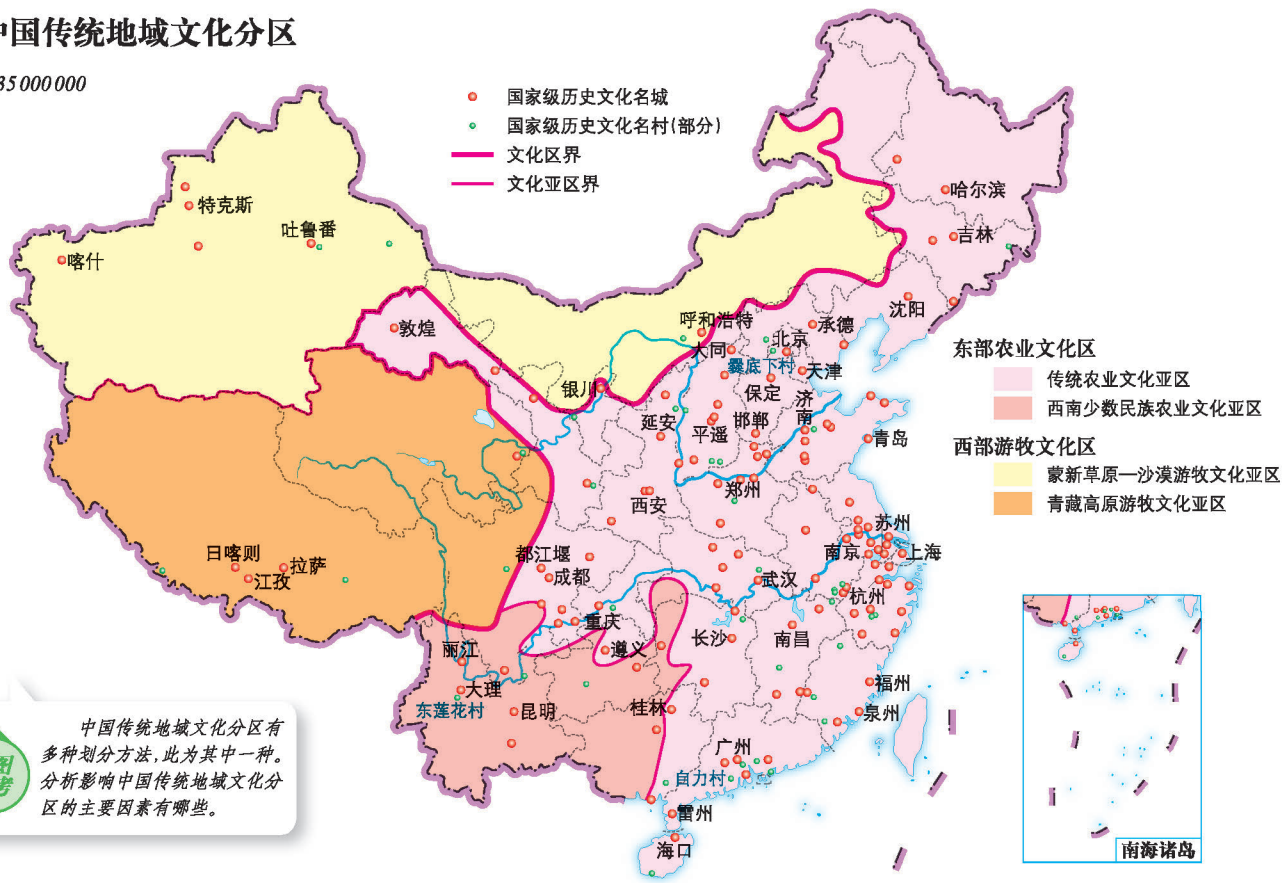 中国传统地域文化分区
35 000 000
国家级历史文化名城
国家级历史文化名村(部分)
文化区界
文化亚区界
哈尔滨
特克斯
吐鲁番
吉林
喀什
沈阳
敦煌
呼和浩特
承德
大同
北京
爨底下村
天津
银川
保定
济南
延安
平遥
邯郸
青岛
西安
郑州
苏州
都江堰
南京
上海
日喀则
拉萨
江孜
成都
武汉
杭州
重庆
长沙
南昌
丽江
遵义
大理
东莲花村
昆明
桂林
福州
泉州
广州
自力村
雷州
海口
东部农业文化区
传统农业文化亚区
西南少数民族农业文化亚区
西部游牧文化区
蒙新草原—沙漠游牧文化亚区
青藏高原游牧文化亚区
图
考
中国传统地域文化分区有
多种划分方法,此为其中一种。
分析影响中国传统地域文化分
区的主要因素有哪些。
南海诸岛